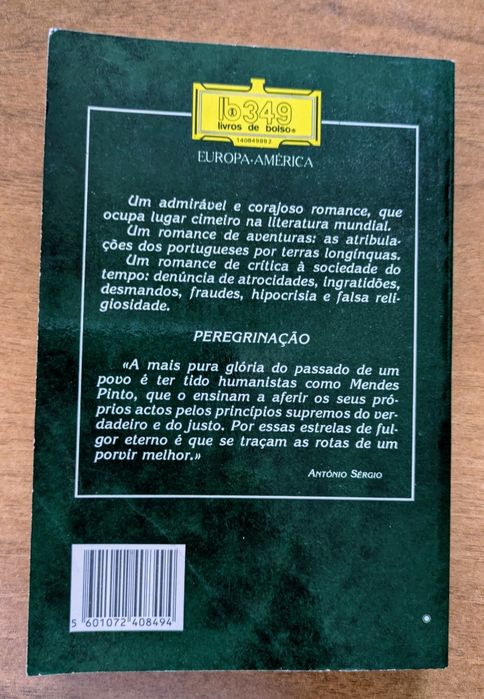 lb349
livros de bolso®
140849882
EUROPA-AMÉRICA
Um admirável e corajoso romance, que
ocupa lugar cimeiro na literatura mundial.
Um romance de aventuras: as atribula-
ções dos portugueses por terras longínquas.
Um romance de crítica à sociedade do
tempo: denúncia de atrocidades, ingratidões,
desmandos, fraudes, hipocrisia e falsa reli-
giosidade.
PEREGRINAÇÃO
«A mais pura glória do passado de um
povo é ter tido humanistas como Mendes
Pinto, que o ensinam a aferir os seus pró-
prios actos pelos princípios supremos do ver-
dadeiro e do justo. Por essas estrelas de ful-
gor eterno é que se traçam as rotas de um
porvir melhor.»
ANTÓNIO SÉRGIO
5 601072 408494